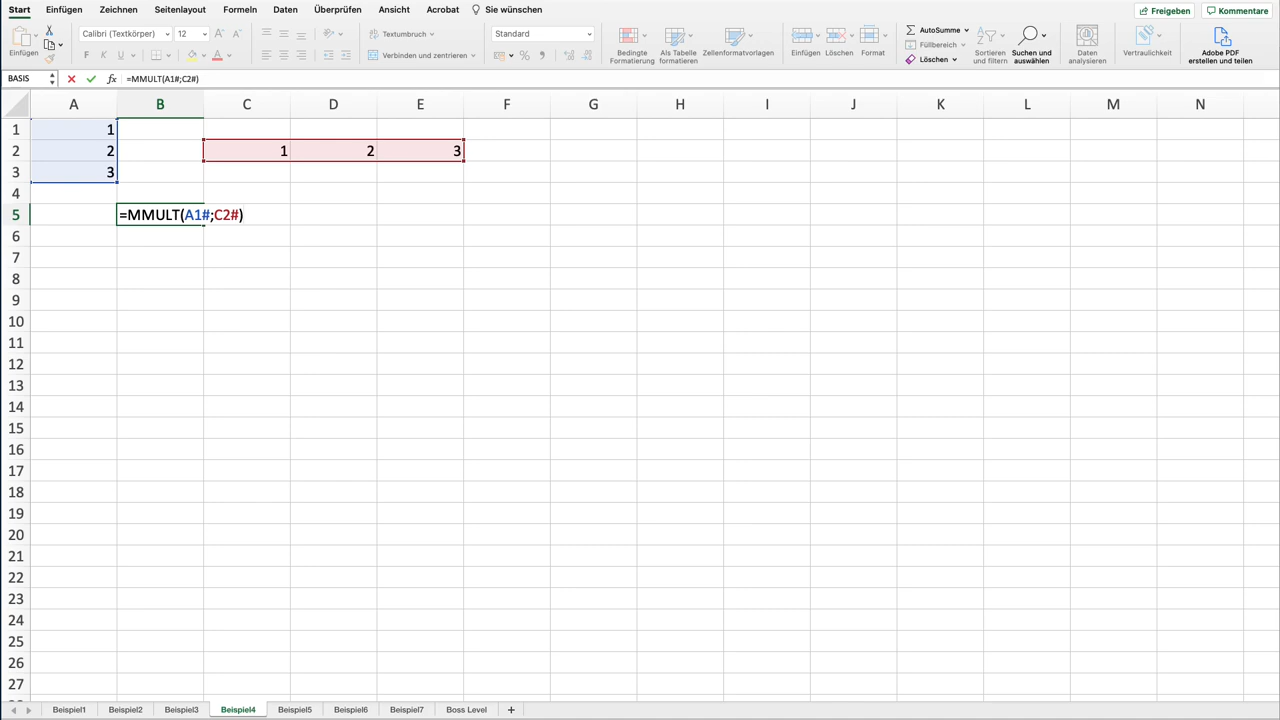 Start Einfügen Zeichnen Seitenlayout Formeln Daten Überprüfen Ansicht Acrobat Sie wünschen Freigeben Kommentare
Einfügen Calibri (Textkörper) 12 A A Textumbruch Standard Bedingte Formatierung Als Tabelle formatieren Zellenformatvorlagen Einfügen Löschen Format AutoSumme Sortieren und filtern Suchen und auswählen Daten analysieren Vertraulichkeit Adobe PDF erstellen und teilen
F K U A Verbinden und zentrieren % Füllbereich
Löschen
BASIS fx =MMULT(A1#;C2#)
A B C D E F G H I J K L M N
1 1
2 2 1 2 3
3 3
4
5 =MMULT(A1#;C2#)
6
7
8
9
10
11
12
13
14
15
16
17
18
19
20
21
22
23
24
25
26
27
Beispiel1 Beispiel2 Beispiel3 Beispiel4 Beispiel5 Beispiel6 Beispiel7 Boss Level +